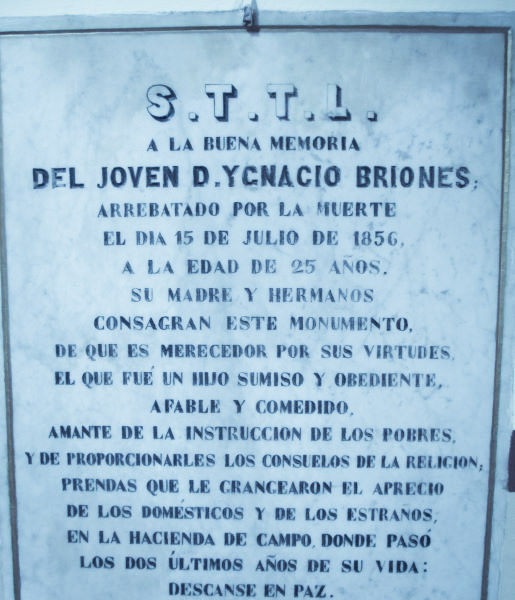 S.T.T.L.
A LA BUENA MEMORIA
DEL JOVEN D. YGNACIO BRIONES;
ARREBATADO POR LA MUERTE
EL DIA 15 DE JULIO DE 1856,
A LA EDAD DE 25 AÑOS.
SU MADRE Y HERMANOS
CONSAGRAN ESTE MONUMENTO,
DE QUE ES MERECEDOR POR SUS VIRTUDES,
EL QUE FUÉ UN HIJO SUMISO Y OBEDIENTE,
AFABLE Y COMEDIDO,
AMANTE DE LA INSTRUCCION DE LOS POBRES,
Y DE PROPORCIONARLES LOS CONSUELOS DE LA RELIGION;
PRENDAS QUE LE GRANGEARON EL APRECIO
DE LOS DOMÉSTICOS Y DE LOS ESTRAÑOS,
EN LA HACIENDA DE CAMPO, DONDE PASÓ
LOS DOS ÚLTIMOS AÑOS DE SU VIDA:
DESCANSE EN PAZ.